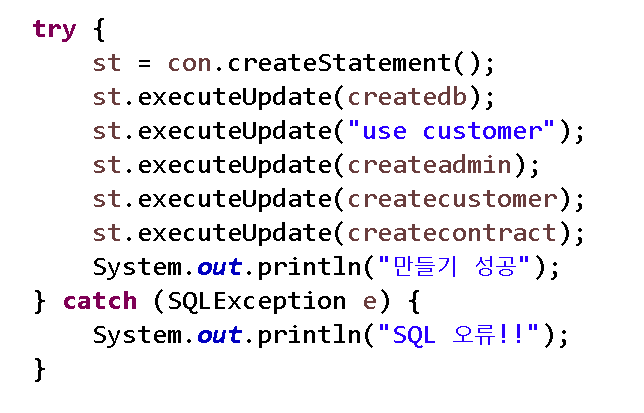 try {
    st = con.createStatement();
    st.executeUpdate(createdb);
    st.executeUpdate("use customer");
    st.executeUpdate(createadmin);
    st.executeUpdate(createcustomer);
    st.executeUpdate(createcontract);
    System.out.println("만들기 성공");
} catch (SQLException e) {
    System.out.println("SQL 오류!!");
}